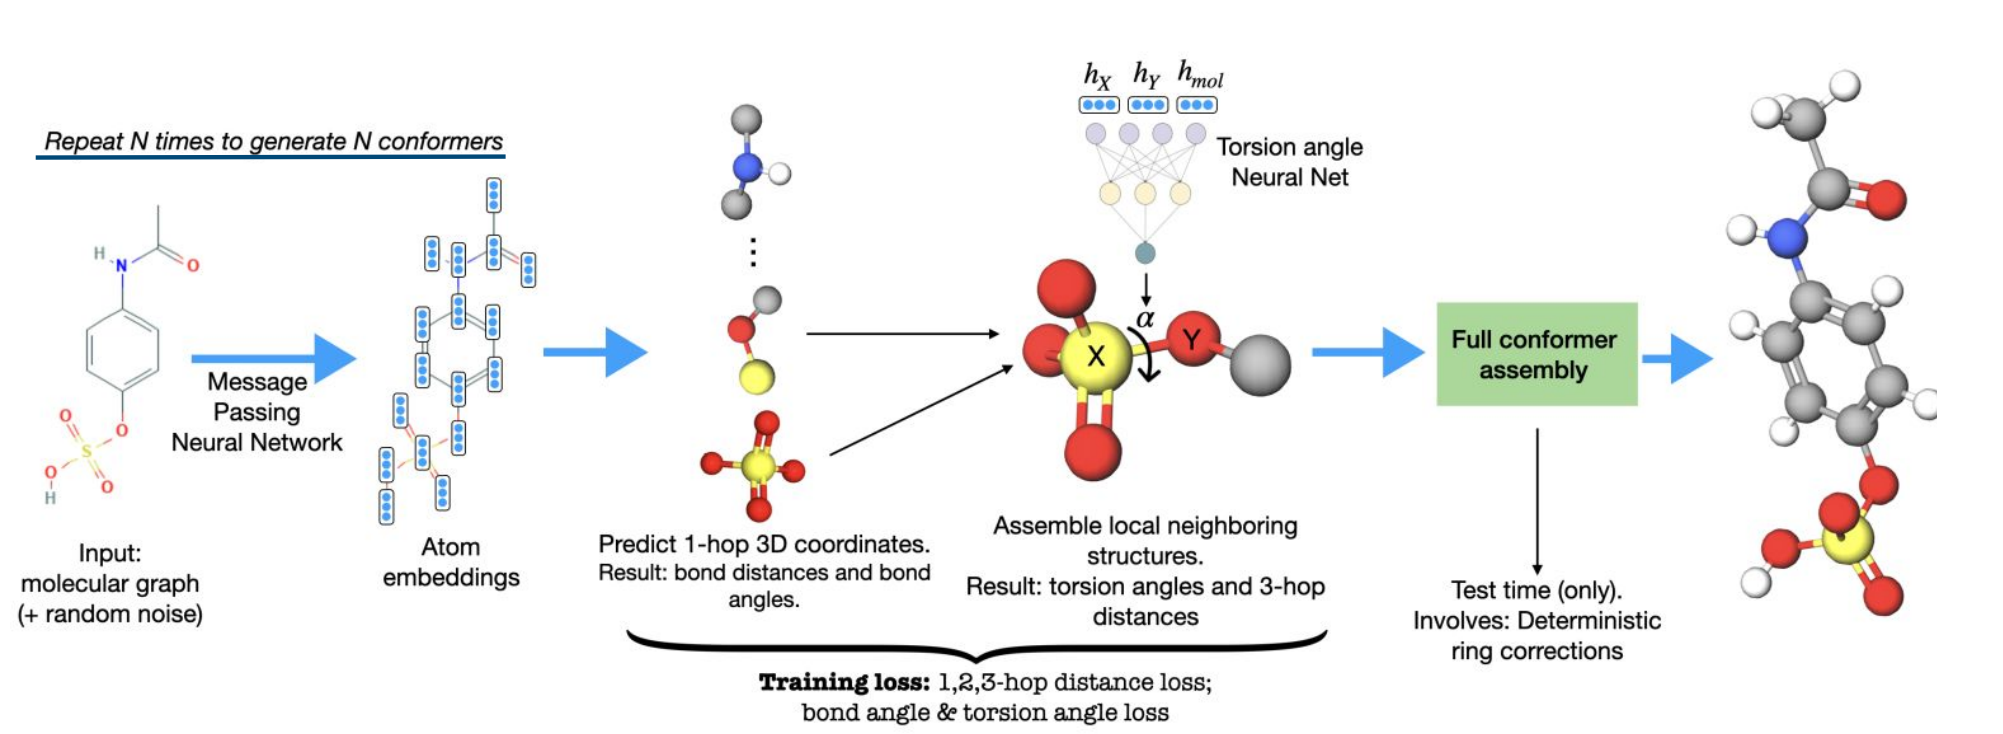 Repeat N times to generate N conformers
H
N
O
O
O
S
O
H
O
Input:
molecular graph
(+ random noise)
Message
Passing
Neural Network
Atom
embeddings
Predict 1-hop 3D coordinates.
Result: bond distances and bond
angles.
h_X h_Y h_mol
Torsion angle
Neural Net
α
X
Y
Assemble local neighboring
structures.
Result: torsion angles and 3-hop
distances
Training loss: 1,2,3-hop distance loss;
bond angle & torsion angle loss
Full conformer
assembly
Test time (only).
Involves: Deterministic
ring corrections